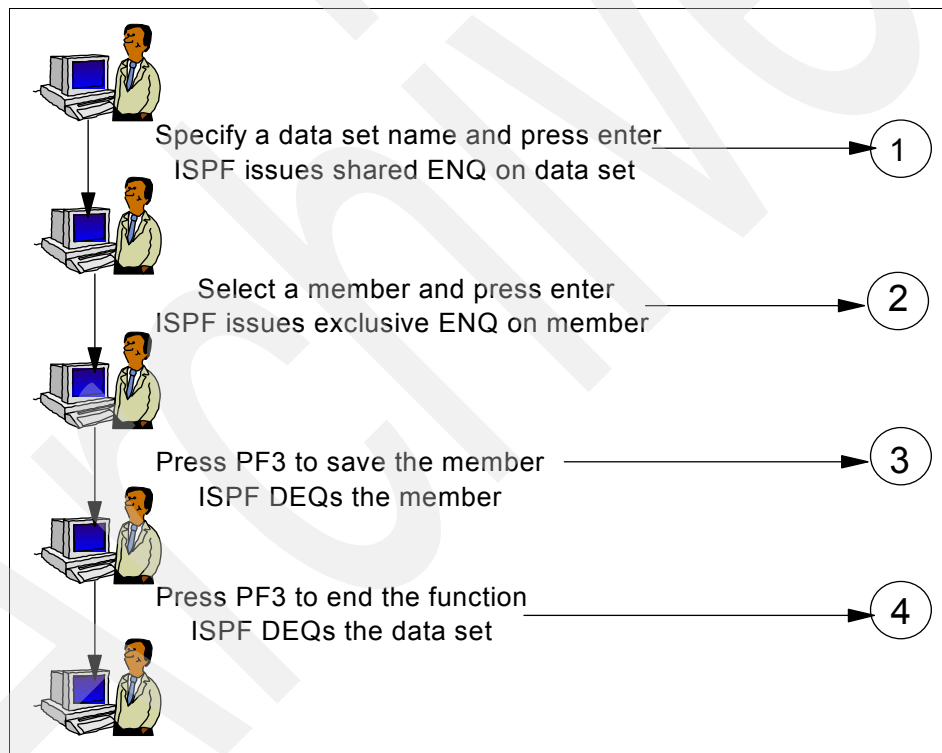 Specify a data set name and press enter
ISPF issues shared ENQ on data set
1
Select a member and press enter
ISPF issues exclusive ENQ on member
2
Press PF3 to save the member
ISPF DEQs the member
3
Press PF3 to end the function
ISPF DEQs the data set
4
Archive